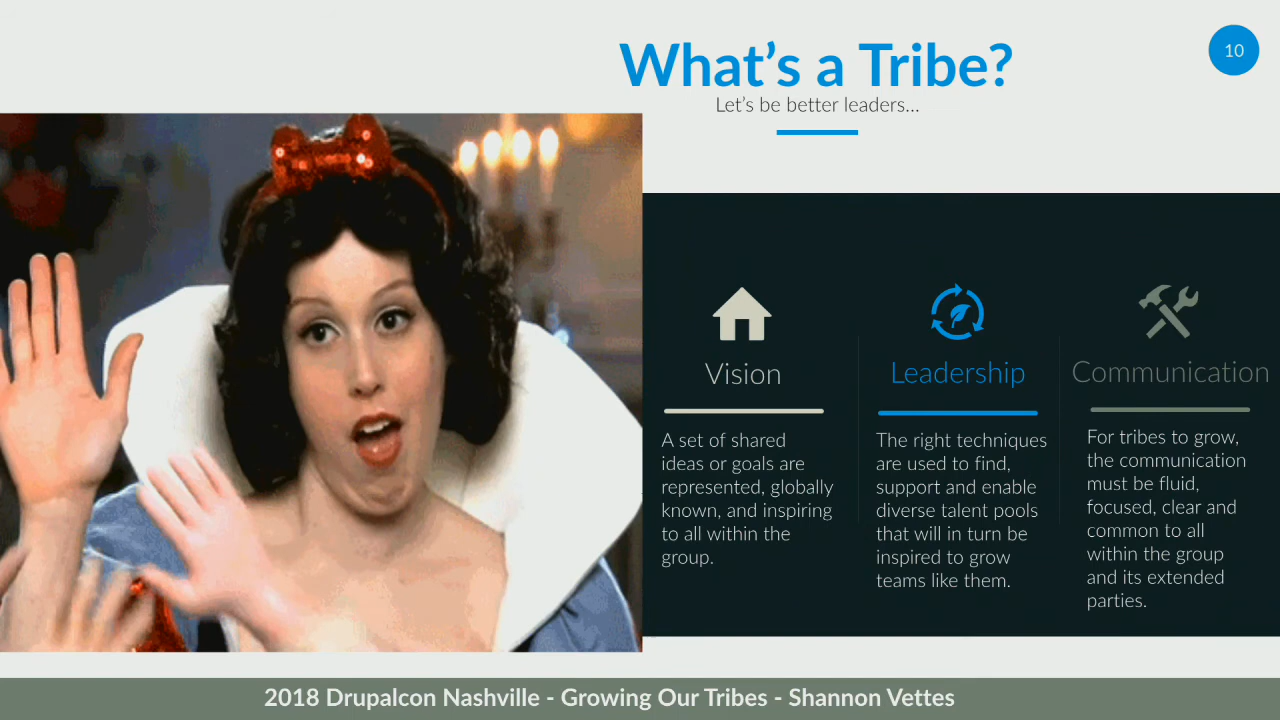 What's a Tribe?
10
Let's be better leaders...
Vision
A set of shared
ideas or goals are
represented, globally
known, and inspiring
to all within the
group.
Leadership
The right techniques
are used to find,
support and enable
diverse talent pools
that will in turn be
inspired to grow
teams like them.
Communication
For tribes to grow,
the communication
must be fluid,
focused, clear and
common to all
within the group
and its extended
parties.
2018 Drupalcon Nashville - Growing Our Tribes - Shannon Vettes